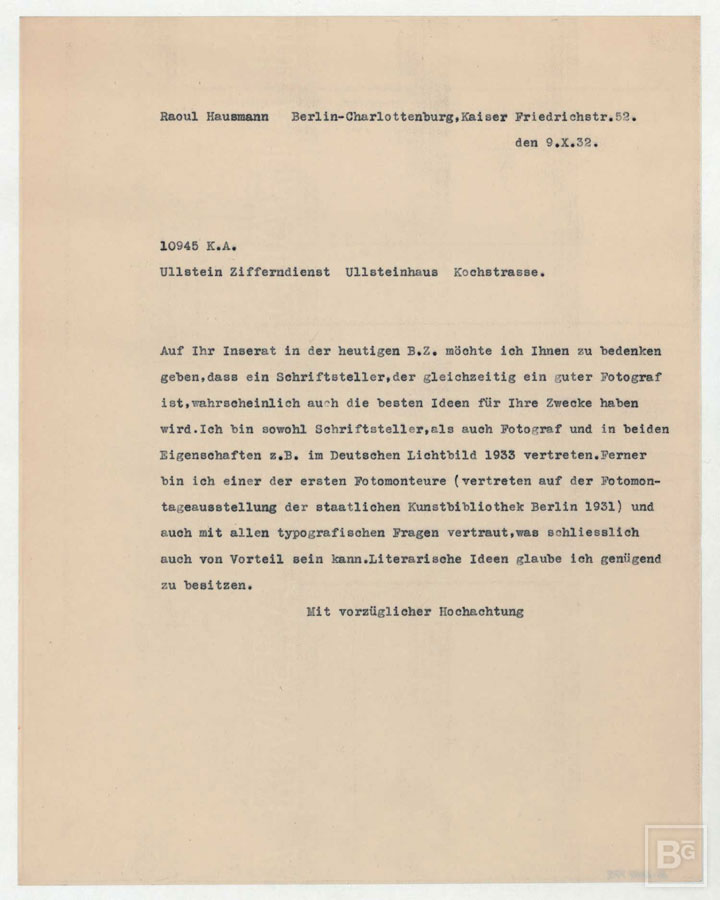 Raoul Hausmann   Berlin-Charlottenburg,Kaiser Friedrichstr.52.
den 9.X.32.
10945 K.A.
Ullstein Zifferndienst  Ullsteinhaus  Kochstrasse.
Auf Ihr Inserat in der heutigen B.Z. möchte ich Ihnen zu bedenken
geben,dass ein Schriftsteller,der gleichzeitig ein guter Fotograf
ist,wahrscheinlich auch die besten Ideen für Ihre Zwecke haben
wird.Ich bin sowohl Schriftsteller,als auch Fotograf und in beiden
Eigenschaften z.B. im Deutschen Lichtbild 1933 vertreten.Ferner
bin ich einer der ersten Fotomonteure (vertreten auf der Fotomon-
tageausstellung der staatlichen Kunstbibliothek Berlin 1931) und
auch mit allen typografischen Fragen vertraut,was schliesslich
auch von Vorteil sein kann.Literarische Ideen glaube ich genügend
zu besitzen.
Mit vorzüglicher Hochachtung
BG